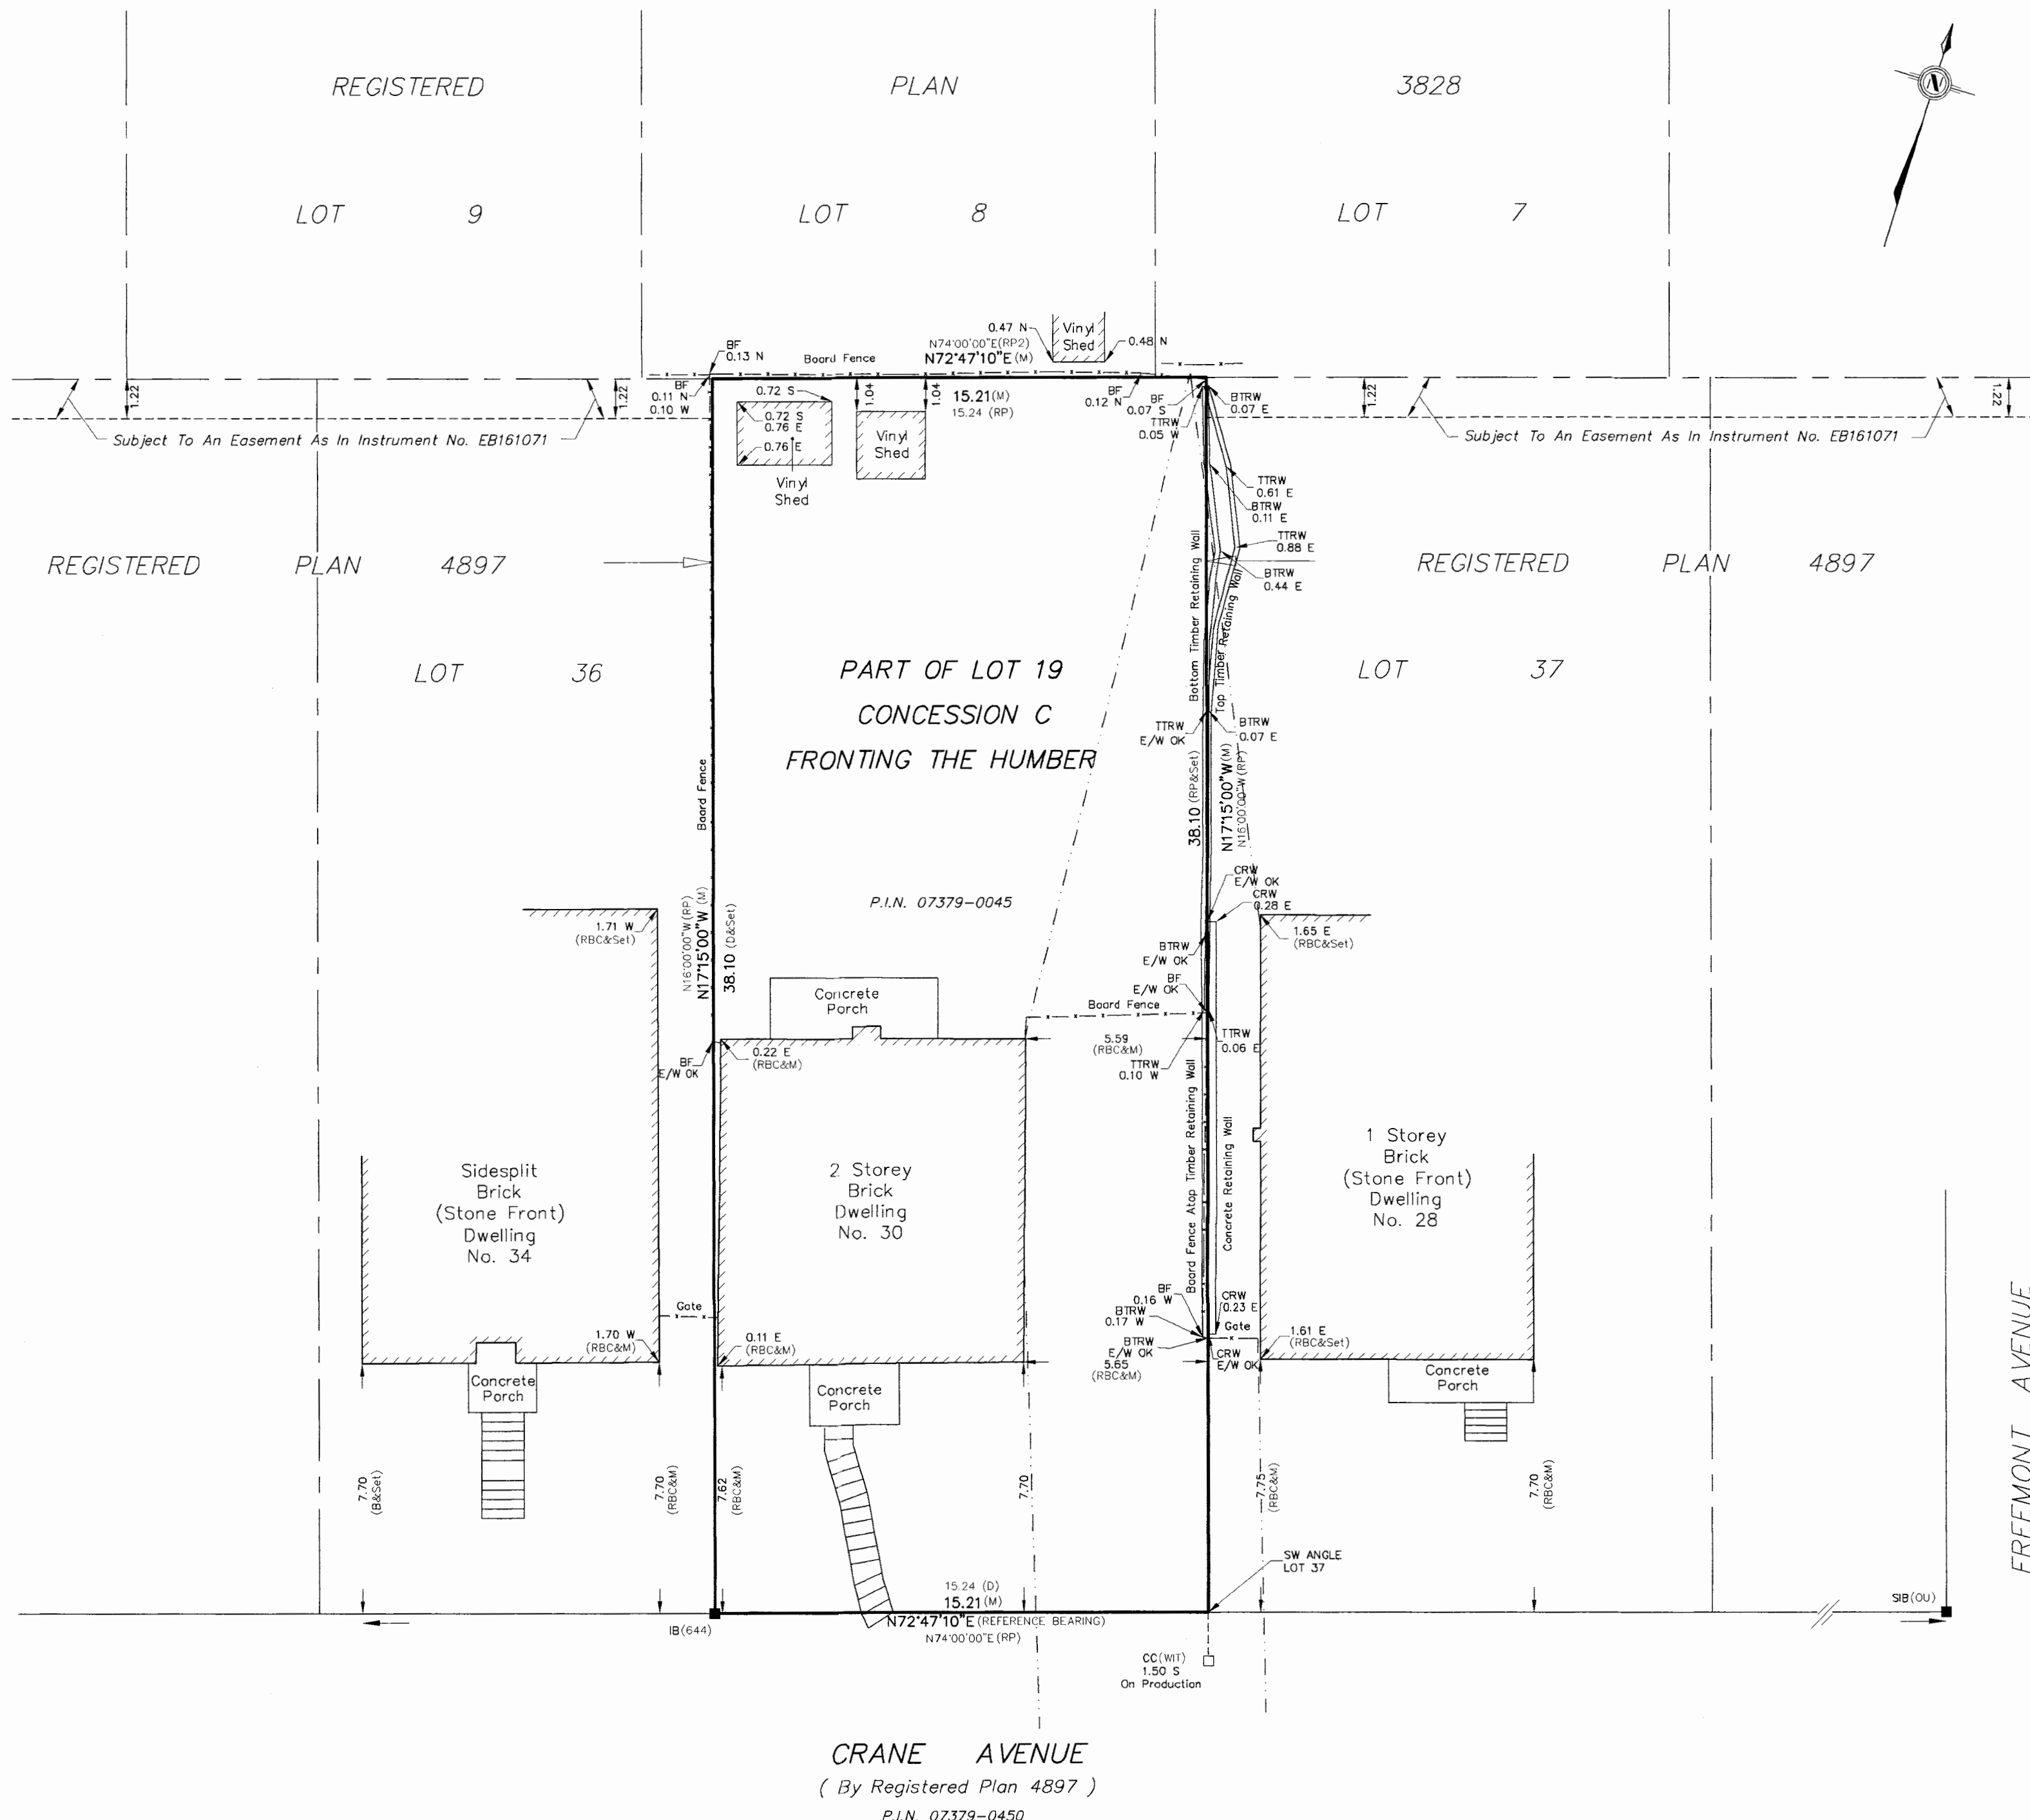 REGISTERED PLAN 3828
N
LOT 9 LOT 8 LOT 7
0.47 N
Vinyl
Shed
0.48 N
BF
0.13 N
Board Fence
N74°00'00"E(RP2)
N72°47'10"E(M)
1.22
1.22
BF
0.11 N
0.10 W
0.72 S
0.72 S
0.76 E
0.76 E
Vinyl
Shed
1.04
1.04
Vinyl
Shed
15.21(M)
15.24 (RP)
BF
0.12 N
BF
0.07 S
TTRW
0.05 W
BTRW
0.07 E
1.22
1.22
Subject To An Easement As In Instrument No. EB161071
Subject To An Easement As In Instrument No. EB161071
TTRW
0.61 E
BTRW
0.11 E
TTRW
0.88 E
BTRW
0.44 E
REGISTERED PLAN 4897
REGISTERED PLAN 4897
Bottom Timber Retaining Wall
Top Timber Retaining Wall
LOT 36
PART OF LOT 19
CONCESSION C
FRONTING THE HUMBER
LOT 37
TTRW
E/W OK
BTRW
0.07 E
Board Fence
38.10 (RP&Set)
N17°15'00"W(M)
N16°00'00"W(RP)
P.I.N. 07379-0045
N16°00'00"W(RP)
N17°15'00"W(M)
38.10 (D&Set)
1.71 W
(RBC&Set)
CRW
E/W OK
CRW
0.28 E
1.65 E
(RBC&Set)
BTRW
E/W OK
BF
E/W OK
Board Fence
Concrete
Porch
BF
E/W OK
0.22 E
(RBC&M)
5.59
(RBC&M)
TTRW
0.10 W
TTRW
0.06 E
Board Fence Atop Timber Retaining Wall
Concrete Retaining Wall
Sidesplit
Brick
(Stone Front)
Dwelling
No. 34
2 Storey
Brick
Dwelling
No. 30
1 Storey
Brick
(Stone Front)
Dwelling
No. 28
Gate
1.70 W
(RBC&M)
0.11 E
(RBC&M)
BF
0.16 W
BTRW
0.17 W
BTRW
E/W OK
5.65
(RBC&M)
CRW
0.23 E
Gate
CRW
E/W OK
1.61 E
(RBC&Set)
Concrete
Porch
Concrete
Porch
Concrete
Porch
7.70
(B&Set)
7.70
(RBC&M)
7.62
(RBC&M)
7.70
7.75
(RBC&M)
7.70
(RBC&M)
FREEMONT AVENUE
SW ANGLE
LOT 37
15.24 (D)
15.21(M)
N72°47'10"E(REFERENCE BEARING)
N74°00'00"E(RP)
IB(644)
SIB(OU)
CC(WIT)
1.50 S
On Production
CRANE AVENUE
( By Registered Plan 4897 )
P.I.N. 07379-0450